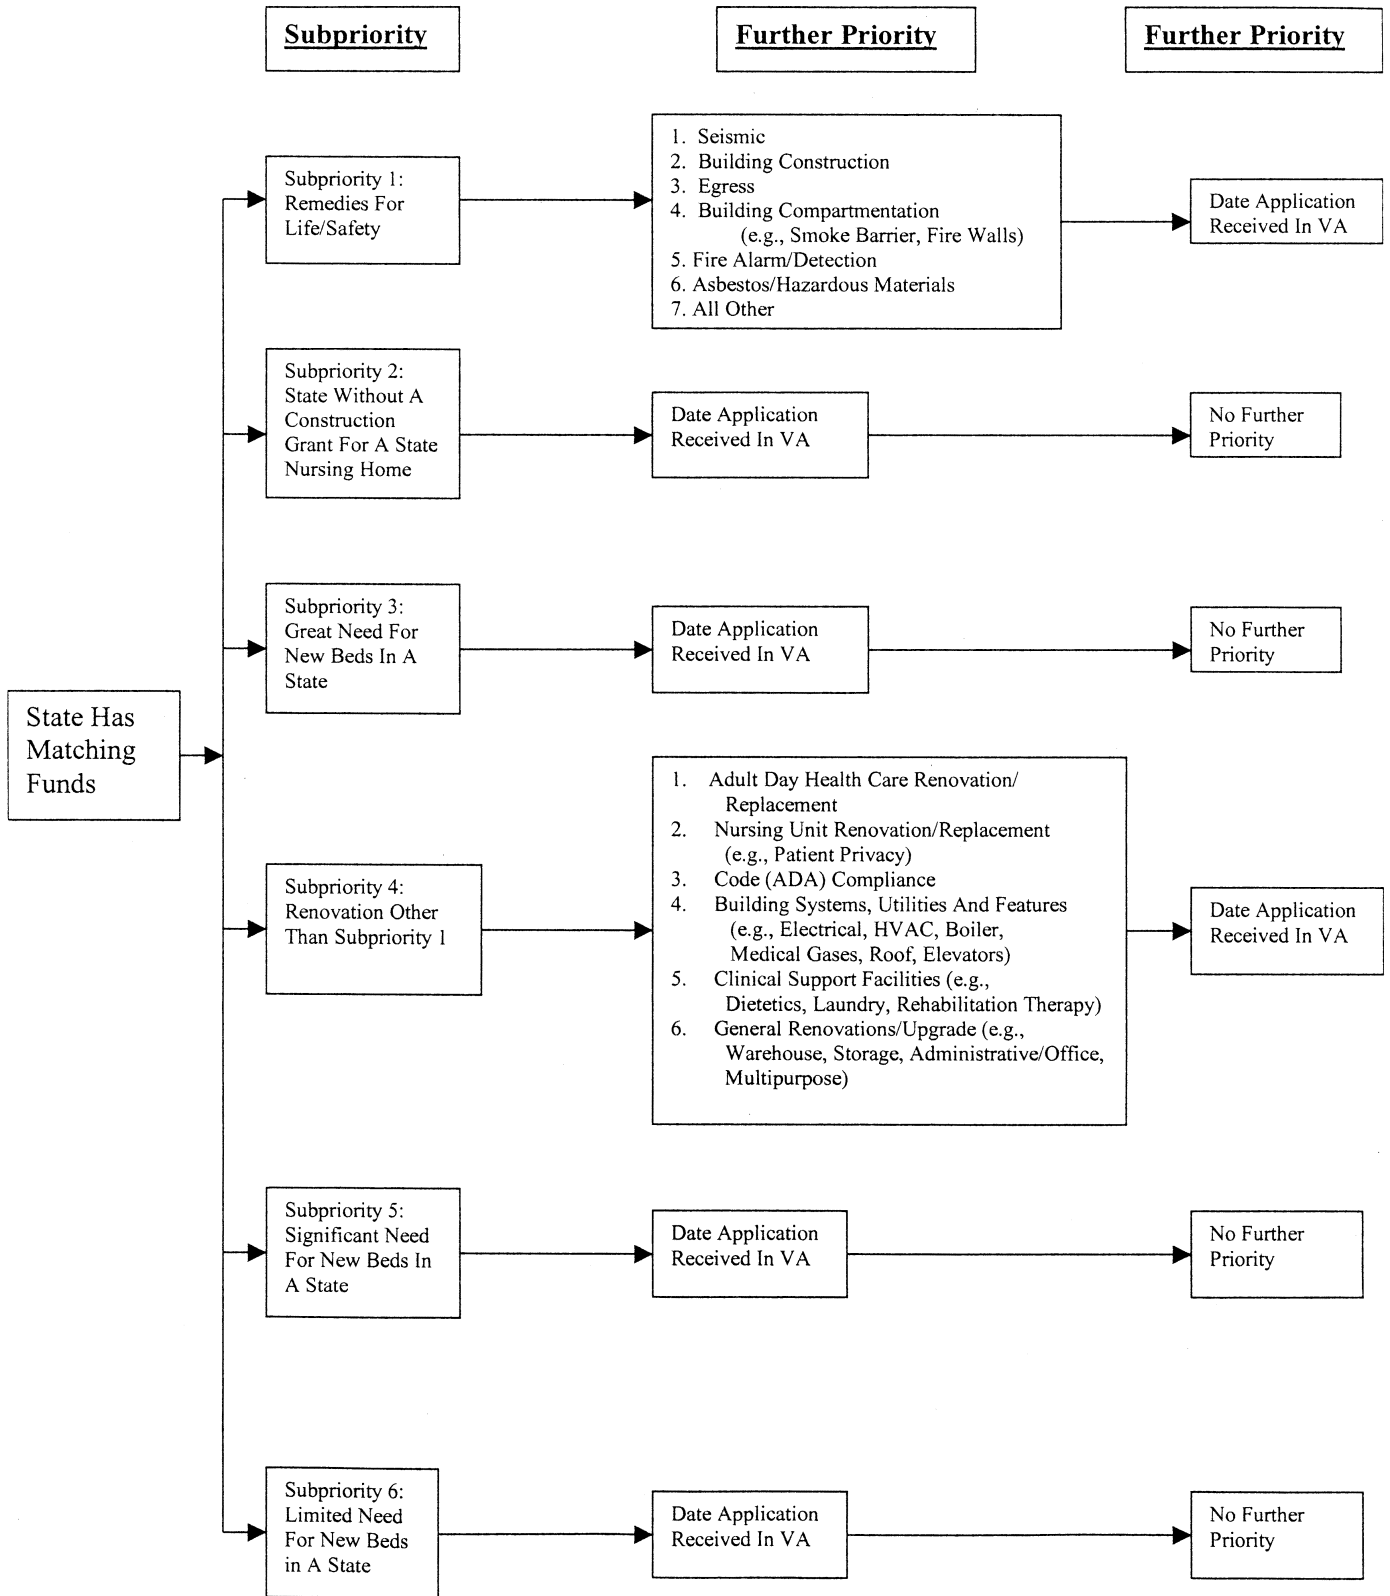 Subpriority
Further Priority
Further Priority
Subpriority 1:
Remedies For
Life/Safety
1. Seismic
2. Building Construction
3. Egress
4. Building Compartmentation
(e.g., Smoke Barrier, Fire Walls)
5. Fire Alarm/Detection
6. Asbestos/Hazardous Materials
7. All Other
Date Application
Received In VA
Subpriority 2:
State Without A
Construction
Grant For A State
Nursing Home
Date Application
Received In VA
No Further
Priority
Subpriority 3:
Great Need For
New Beds In A
State
Date Application
Received In VA
No Further
Priority
State Has
Matching
Funds
Subpriority 4:
Renovation Other
Than Subpriority 1
1. Adult Day Health Care Renovation/
Replacement
2. Nursing Unit Renovation/Replacement
(e.g., Patient Privacy)
3. Code (ADA) Compliance
4. Building Systems, Utilities And Features
(e.g., Electrical, HVAC, Boiler,
Medical Gases, Roof, Elevators)
5. Clinical Support Facilities (e.g.,
Dietetics, Laundry, Rehabilitation Therapy)
6. General Renovations/Upgrade (e.g.,
Warehouse, Storage, Administrative/Office,
Multipurpose)
Date Application
Received In VA
Subpriority 5:
Significant Need
For New Beds In
A State
Date Application
Received In VA
No Further
Priority
Subpriority 6:
Limited Need
For New Beds
in A State
Date Application
Received In VA
No Further
Priority